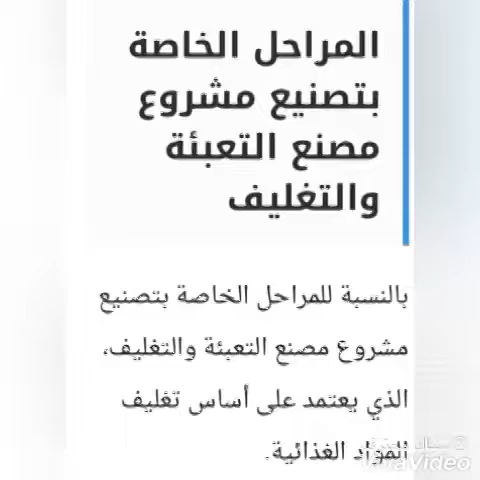 المراحل الخاصة
بتصنيع مشروع
مصنع التعبئة
والتغليف
بالنسبة للمراحل الخاصة بتصنيع
مشروع مصنع التعبئة والتغليف،
الذي يعتمد على أساس تغليف
المواد الغذائية.
VivaVideo